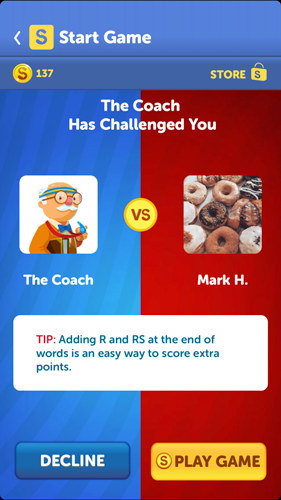 S Start Game
S 137
STORE S
The Coach
Has Challenged You
VS
The Coach
Mark H.
TIP: Adding R and RS at the end of
words is an easy way to score extra
points.
DECLINE
S PLAY GAME